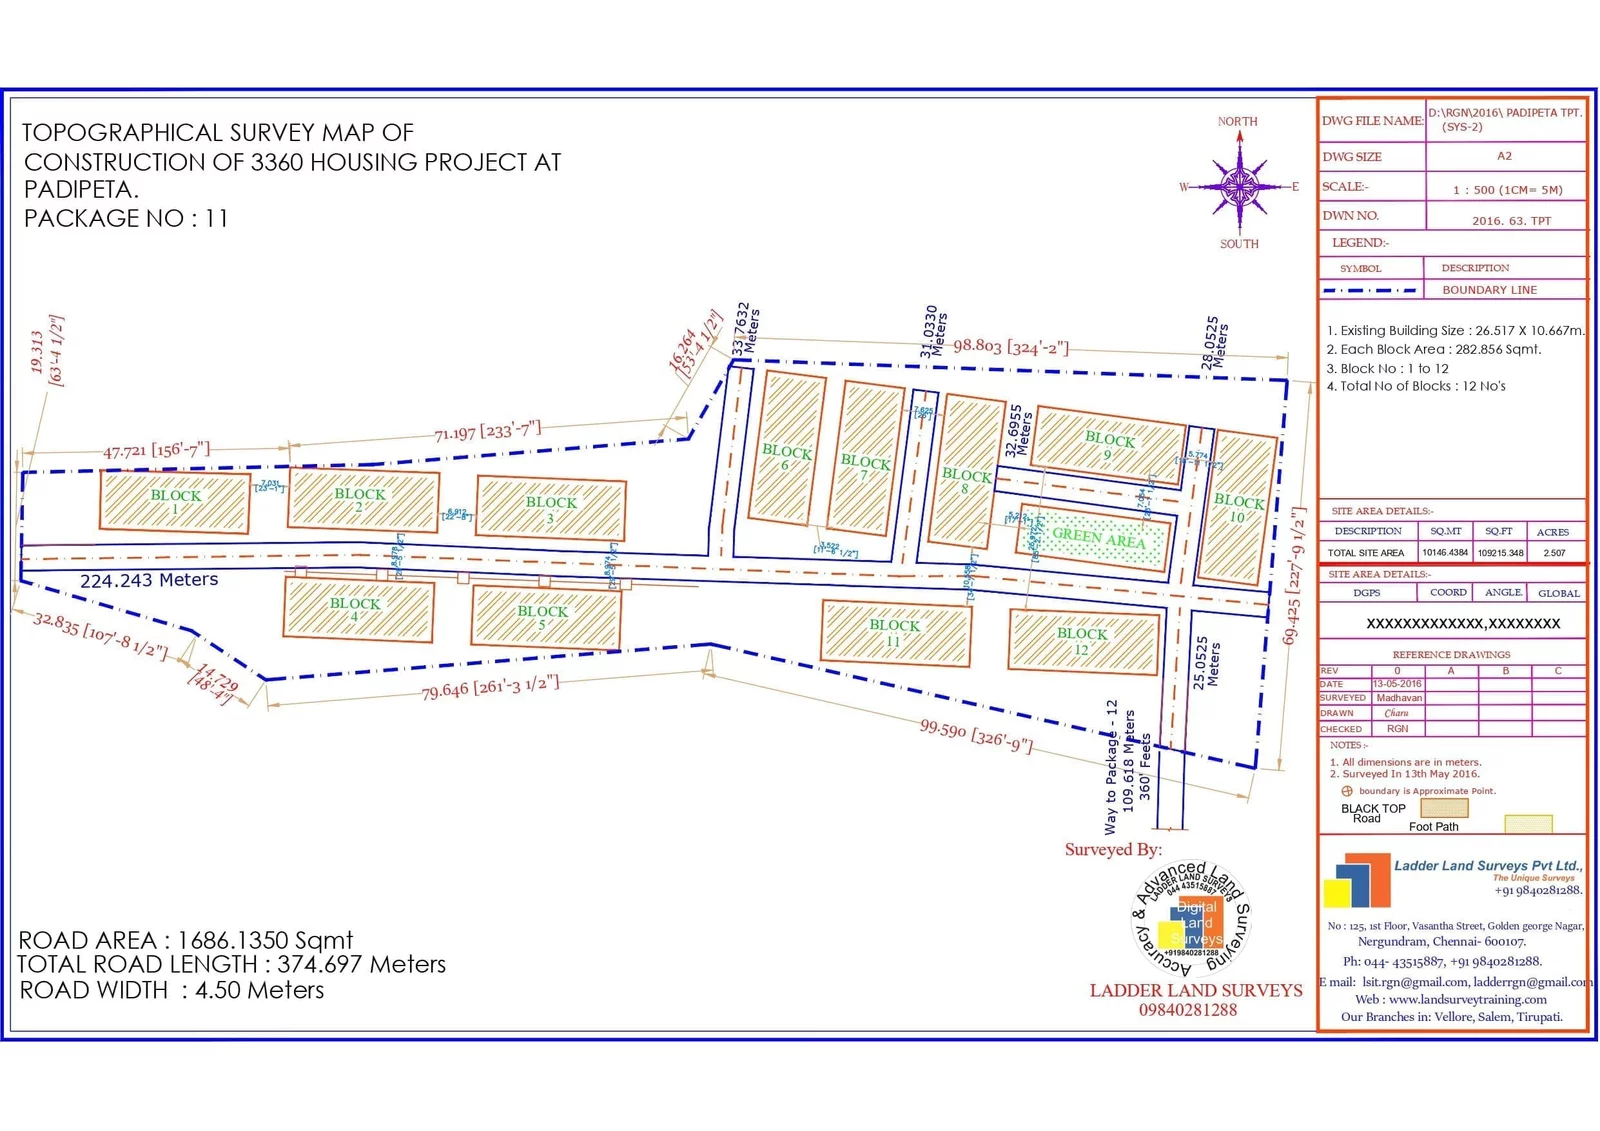 TOPOGRAPHICAL SURVEY MAP OF
CONSTRUCTION OF 3360 HOUSING PROJECT AT
PADIPETA.
PACKAGE NO : 11
NORTH
W
E
SOUTH
19.313
[63'-4 1/2"]
47.721 [156'-7"]
71.197 [233'-7"]
16.264
[53'-4 1/2"]
33.7632
Meters
31.0330
Meters
98.803 [324'-2"]
28.0525
Meters
32.6955
Meters
69.425 [227'-9 1/2"]
BLOCK
1
7.031
[23'-1"]
BLOCK
2
6.912
[22'-8"]
BLOCK
3
BLOCK
6
BLOCK
7
7.625
[25']
BLOCK
8
BLOCK
9
5.774
BLOCK
10
GREEN AREA
3.522
[11'-6 1/2"]
224.243 Meters
BLOCK
4
BLOCK
5
BLOCK
11
BLOCK
12
32.835 [107'-8 1/2"]
14.729
[48'-4"]
79.646 [261'-3 1/2"]
99.590 [326'-9"]
25.0525
Meters
Way to Package - 12
109.618 Meters
360' Feets
ROAD AREA : 1686.1350 Sqmt
TOTAL ROAD LENGTH : 374.697 Meters
ROAD WIDTH : 4.50 Meters
Surveyed By:
Accuracy & Advanced Land Surveying
LADDER LAND SURVEYS
044 43515887
Digital
Land
Surveys
+919840281288
LADDER LAND SURVEYS
09840281288
DWG FILE NAME: D:\RGN\2016\ PADIPETA TPT.
(SYS-2)
DWG SIZE A2
SCALE:- 1 : 500 (1CM= 5M)
DWN NO. 2016. 63. TPT
LEGEND:-
SYMBOL DESCRIPTION
BOUNDARY LINE
1. Existing Building Size : 26.517 X 10.667m.
2. Each Block Area : 282.856 Sqmt.
3. Block No : 1 to 12
4. Total No of Blocks : 12 No's
SITE AREA DETAILS:-
DESCRIPTION SQ.MT SQ.FT ACRES
TOTAL SITE AREA 10146.4384 109215.348 2.507
SITE AREA DETAILS:-
DGPS COORD ANGLE. GLOBAL
XXXXXXXXXXXXX,XXXXXXXX
REFERENCE DRAWINGS
REV 0 A B C
DATE 13-05-2016
SURVEYED Madhavan
DRAWN Charu
CHECKED RGN
NOTES :-
1. All dimensions are in meters.
2. Surveyed In 13th May 2016.
boundary is Approximate Point.
BLACK TOP
Road
Foot Path
Ladder Land Surveys Pvt Ltd.,
The Unique Surveys
+91 9840281288.
No : 125, 1st Floor, Vasantha Street, Golden george Nagar,
Nergundram, Chennai- 600107.
Ph: 044- 43515887, +91 9840281288.
E mail: lsit.rgn@gmail.com, ladderrgn@gmail.com
Web : www.landsurveytraining.com
Our Branches in: Vellore, Salem, Tirupati.